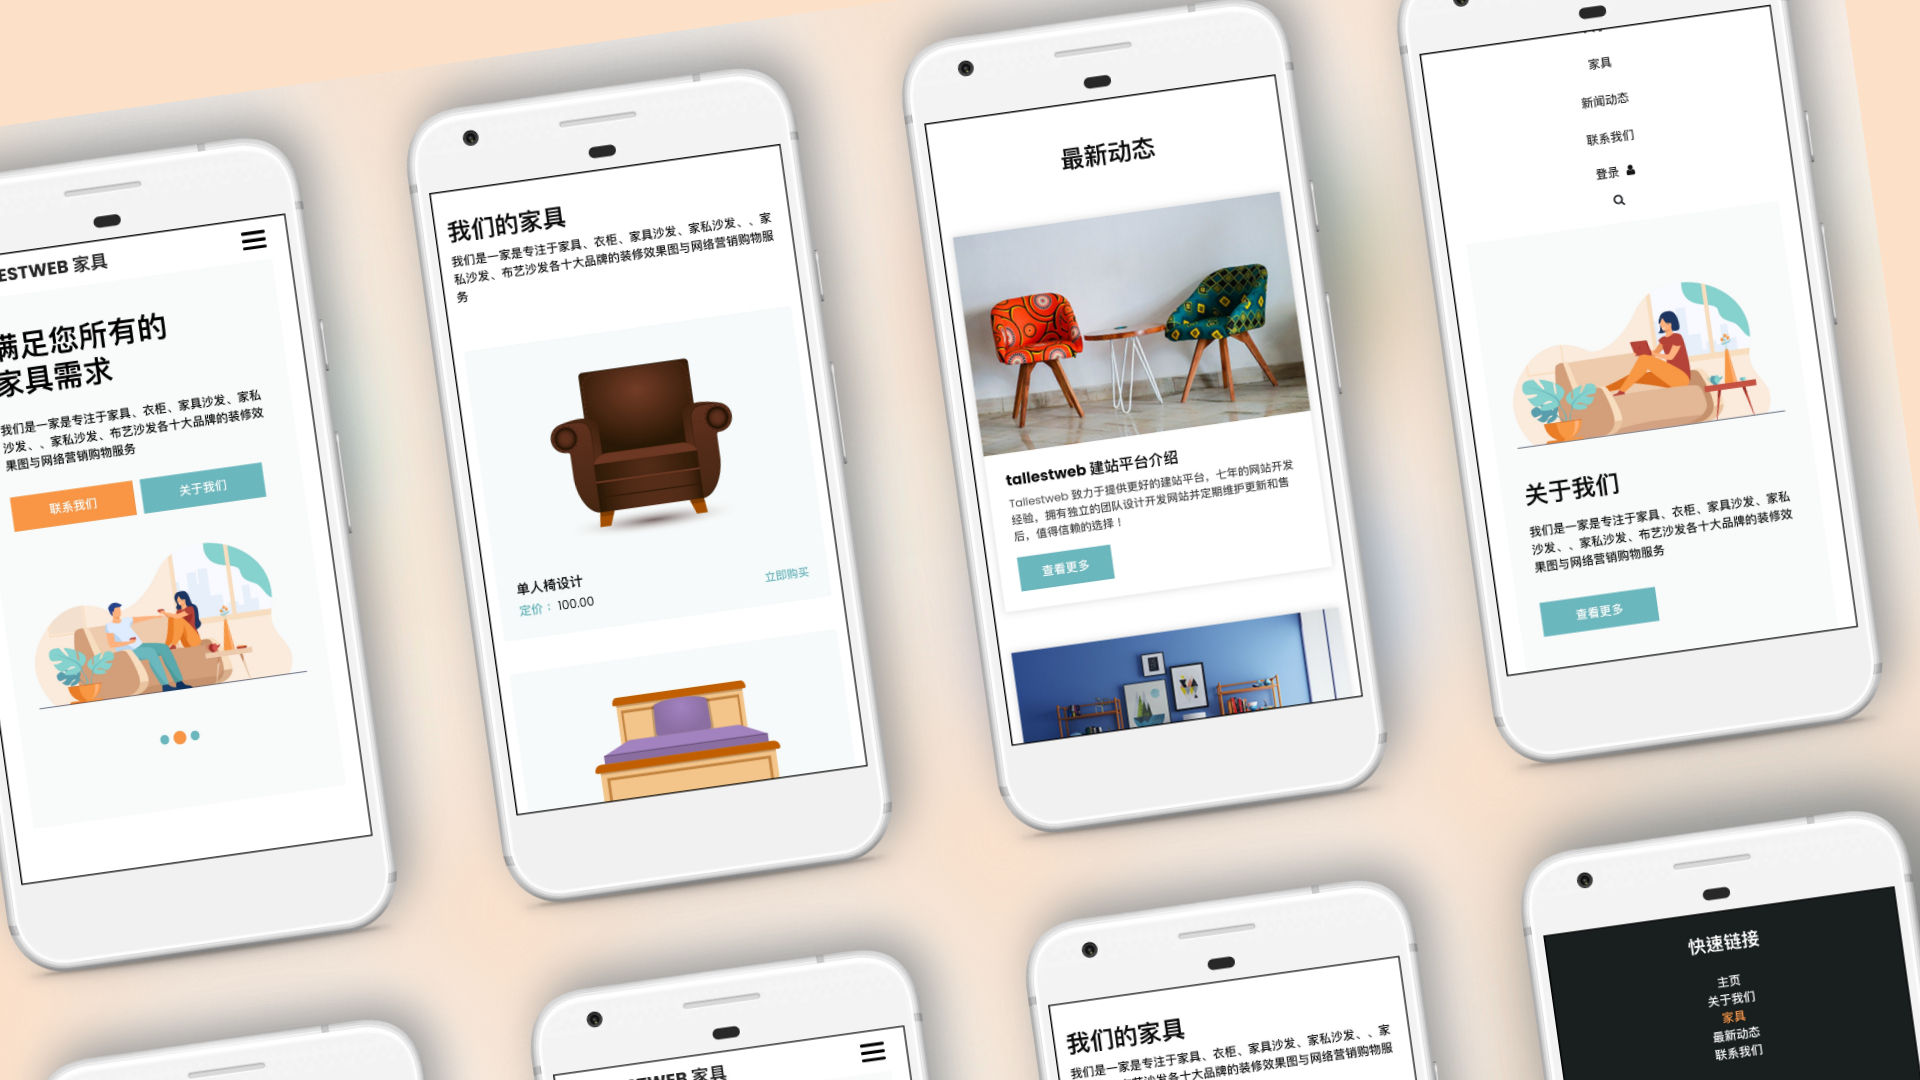 ESTWEB 家具
满足您所有的
家具需求
我们是一家是专注于家具、衣柜、家具沙发、家私
沙发、、家私沙发、布艺沙发各十大品牌的装修效
果图与网络营销购物服务
联系我们
关于我们
我们的家具
我们是一家是专注于家具、衣柜、家具沙发、家私沙发、、家
私沙发、布艺沙发各十大品牌的装修效果图与网络营销购物服
务
单人椅设计
定价： 100.00
立即购买
最新动态
tallestweb 建站平台介绍
Tallestweb 致力于提供更好的建站平台，七年的网站开发
经验，拥有独立的团队设计开发网站并定期维护更新和售
后，值得信赖的选择！
查看更多
家具
新闻动态
联系我们
登录
关于我们
我们是一家是专注于家具、衣柜、家具沙发、家私
沙发、、家私沙发、布艺沙发各十大品牌的装修效
果图与网络营销购物服务
查看更多
STWEB 家具
我们的家具
我们是一家是专注于家具、衣柜、家具沙发、家私沙发、、家
布艺沙发各十大品牌的装修效果图与网络营销购物服
快速链接
主页
关于我们
家具
最新动态
联系我们